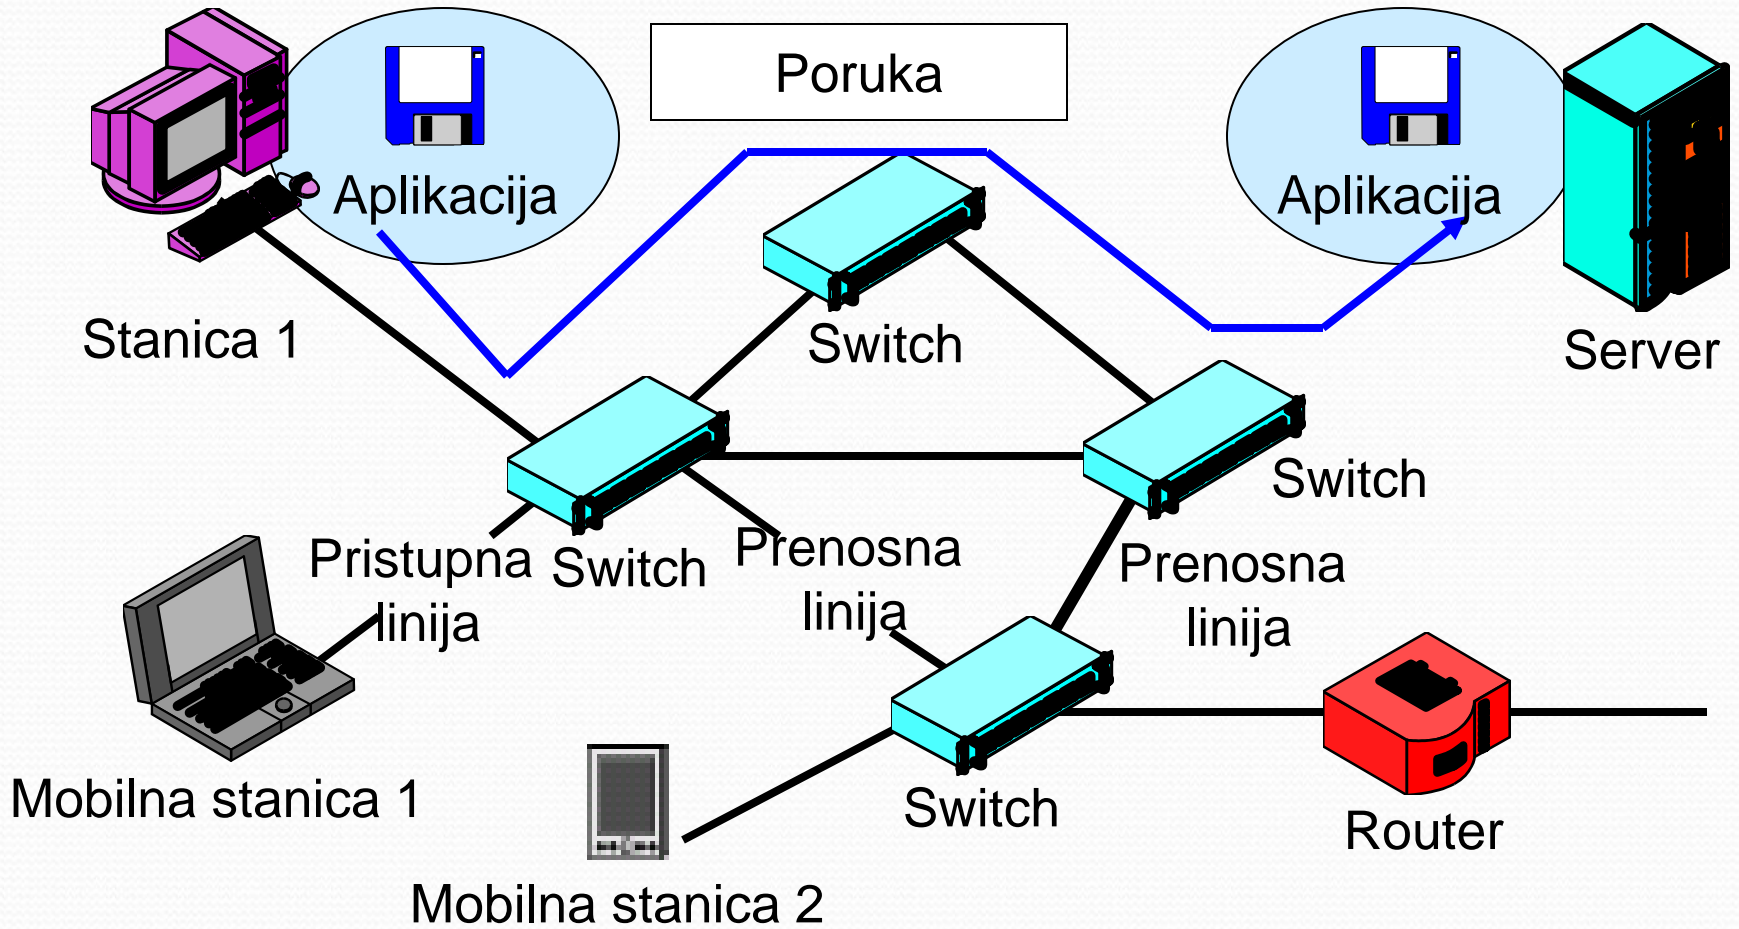 Poruka
Aplikacija
Aplikacija
Stanica 1
Switch
Server
Switch
Pristupna
linija
Switch
Prenosna
linija
Prenosna
linija
Mobilna stanica 1
Switch
Router
Mobilna stanica 2